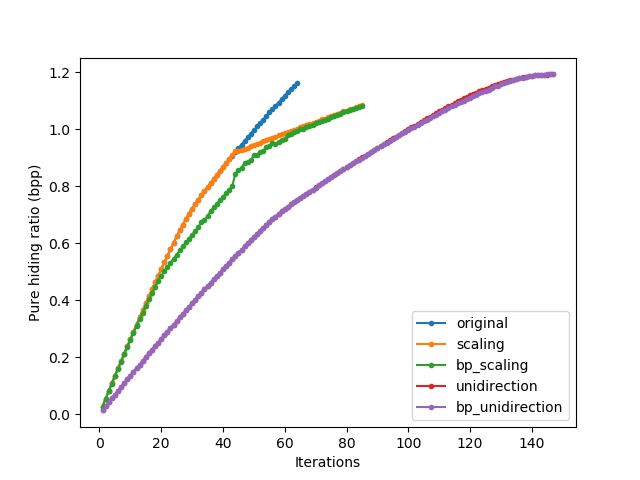 Pure hiding ratio (bpp)
1.2
1.0
0.8
0.6
0.4
0.2
0.0
0 20 40 60 80 100 120 140
Iterations
original
scaling
bp_scaling
unidirection
bp_unidirection